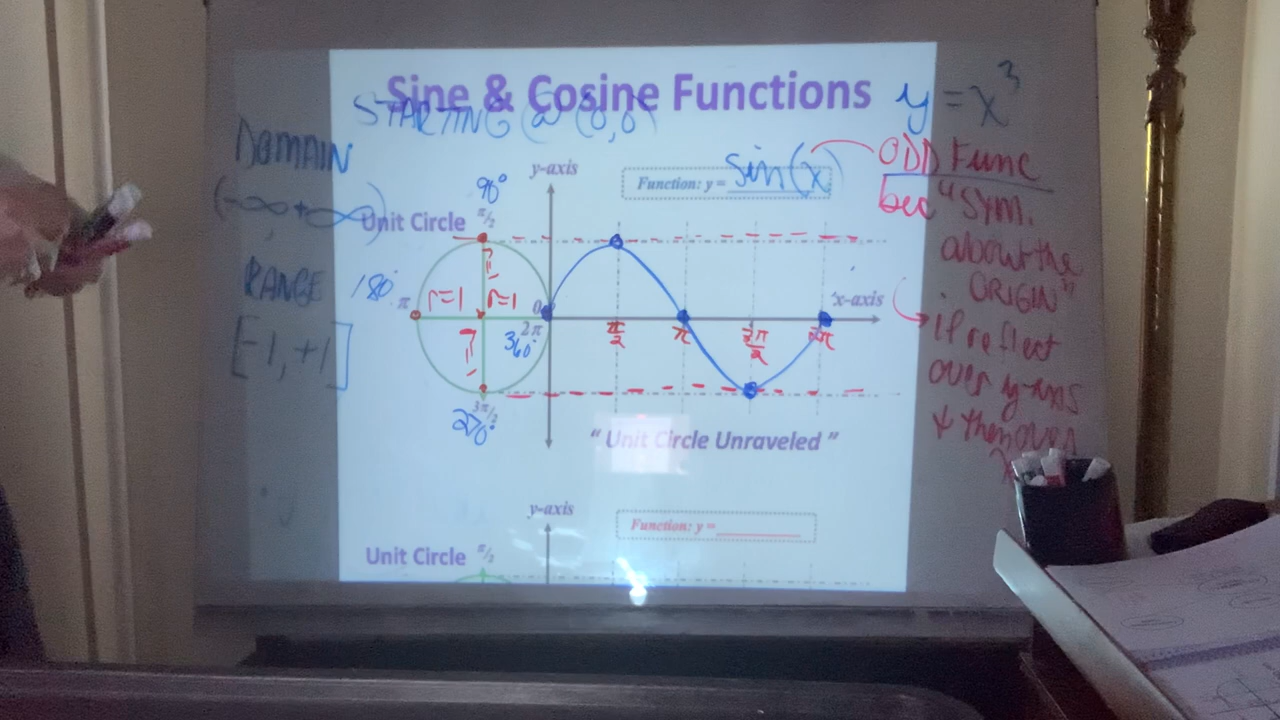 Sine & Cosine Functions
STARTING @ (0,0)
y = x³
DOMAIN
(-∞ + ∞)
RANGE
[-1, +1]
y-axis
Function: y = sin(x)
ODD Func
bec "Sym.
about the
ORIGIN"
if reflect
over y-axis
& then over
Unit Circle
90°
π/2
180°
π
r=1
r=1
0
2π
360°
3π/2
270°
x-axis
π/2
π
3π/2
2π
" Unit Circle Unraveled "
y-axis
Function: y =
Unit Circle
π/2